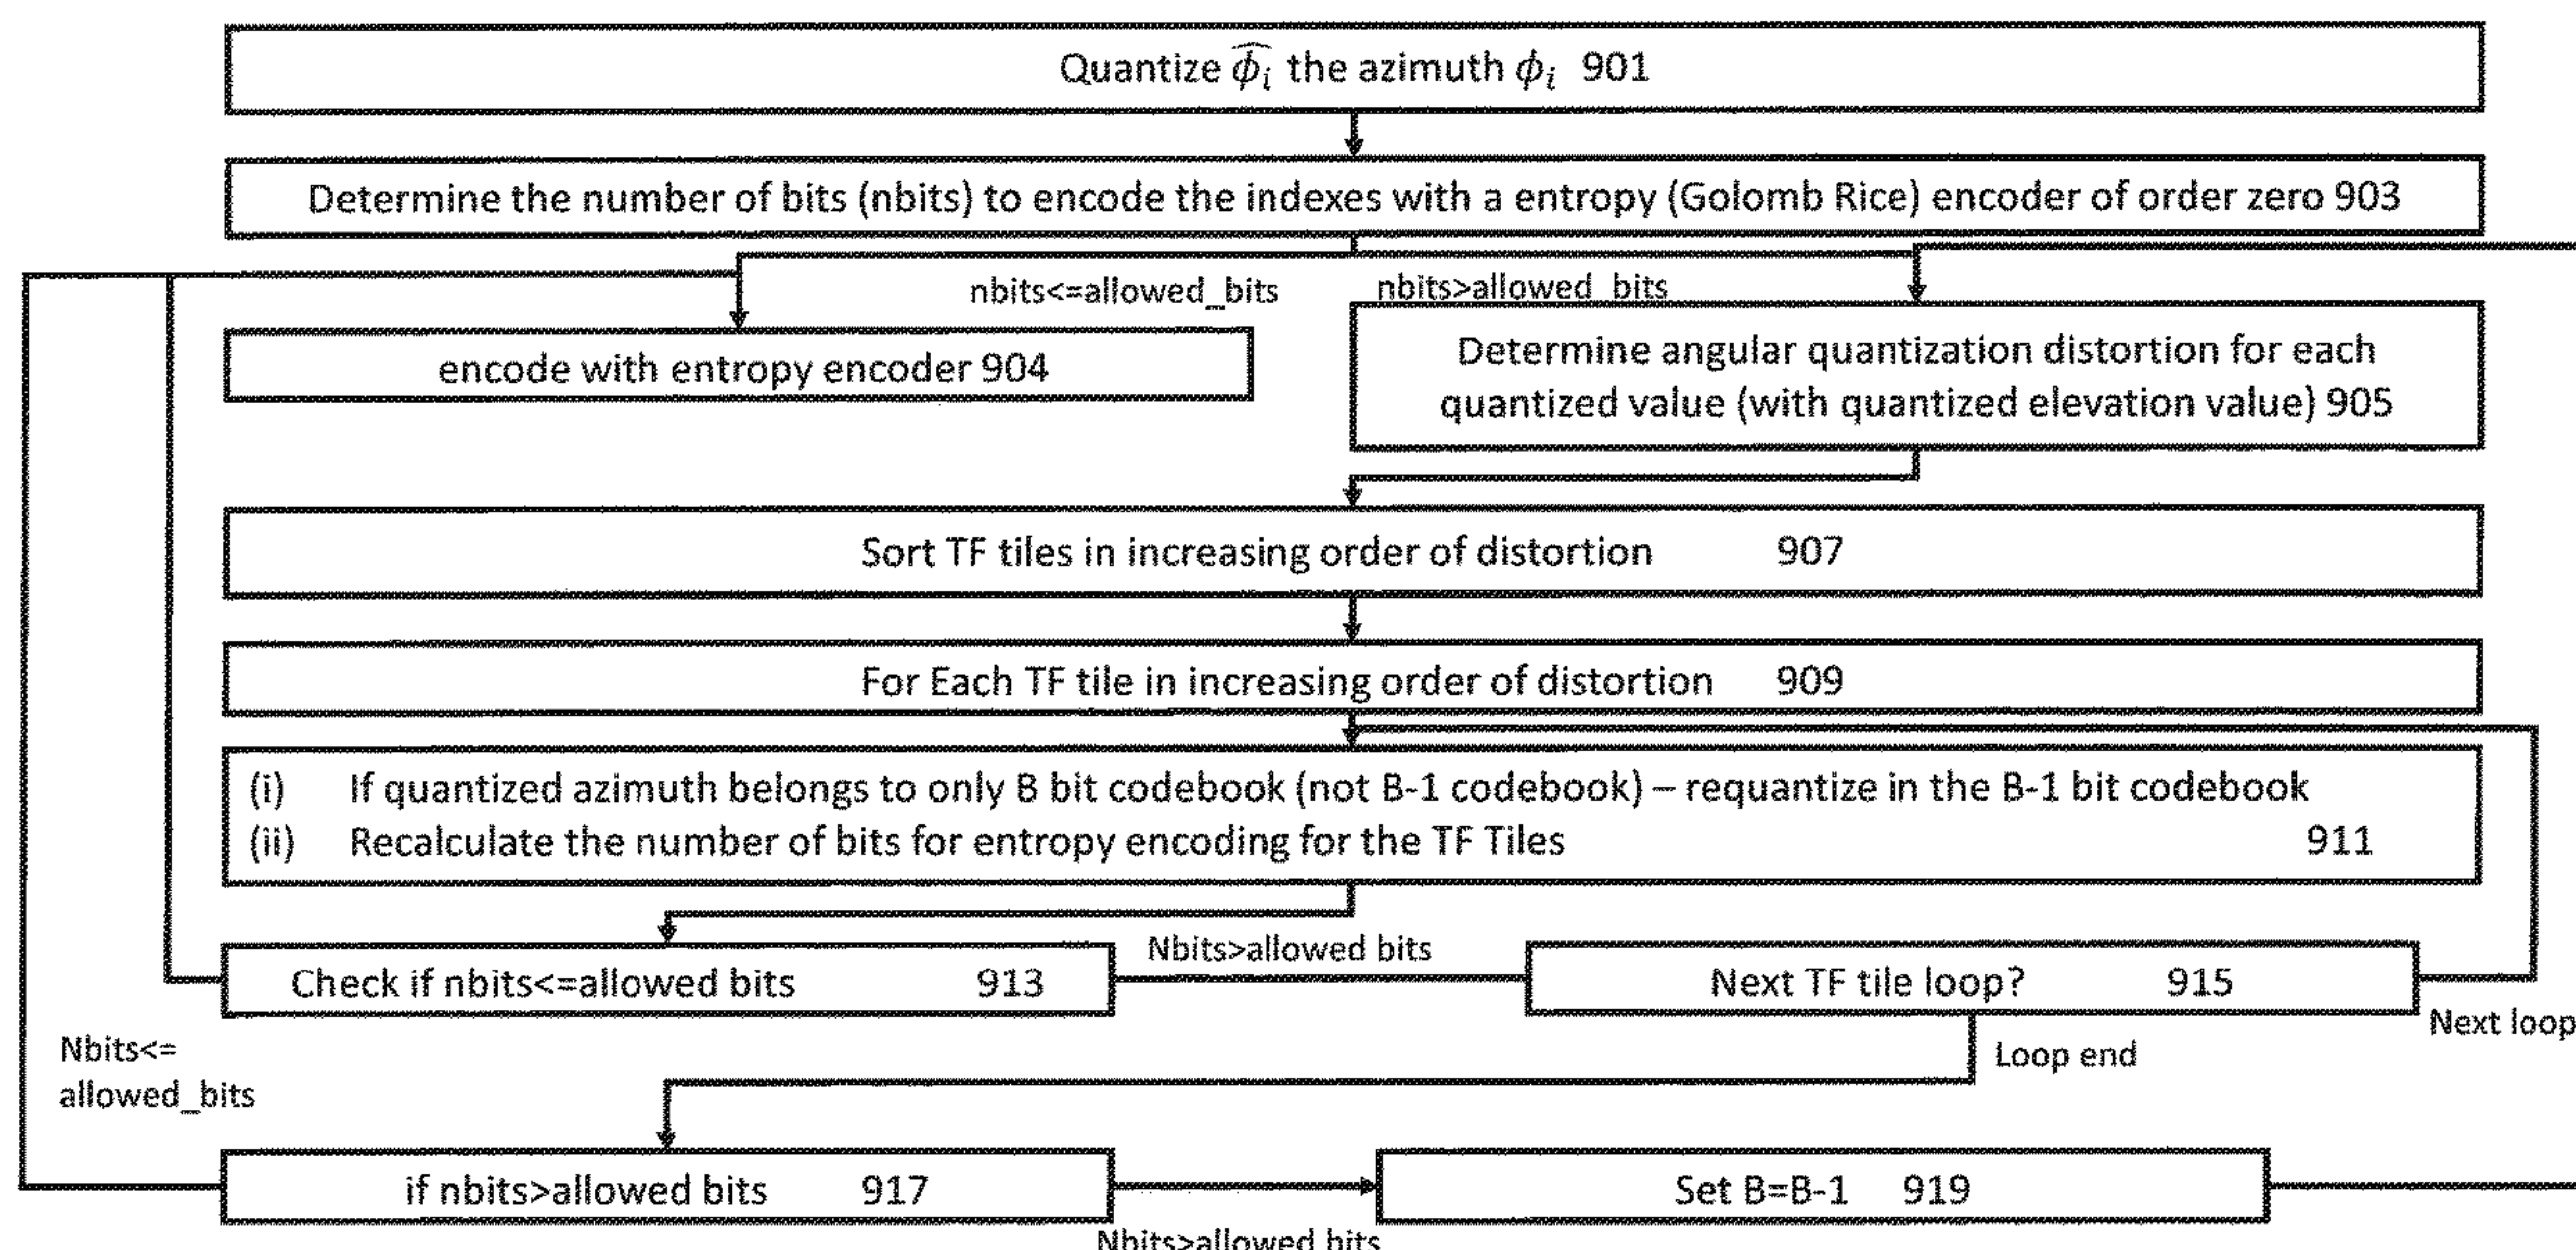 Quantize $\widehat{\phi_i}$ the azimuth $\phi_i$ 901
Determine the number of bits (nbits) to encode the indexes with a entropy (Golomb Rice) encoder of order zero 903
nbits<=allowed_bits
nbits>allowed_bits
encode with entropy encoder 904
Determine angular quantization distortion for each
quantized value (with quantized elevation value) 905
Sort TF tiles in increasing order of distortion 907
For Each TF tile in increasing order of distortion 909
(i) If quantized azimuth belongs to only B bit codebook (not B-1 codebook) – requantize in the B-1 bit codebook
(ii) Recalculate the number of bits for entropy encoding for the TF Tiles 911
Check if nbits<=allowed bits 913
Nbits>allowed bits
Next TF tile loop? 915
Next loop
Nbits<=
allowed_bits
Loop end
if nbits>allowed bits 917
Set B=B-1 919
Nbits>allowed bits